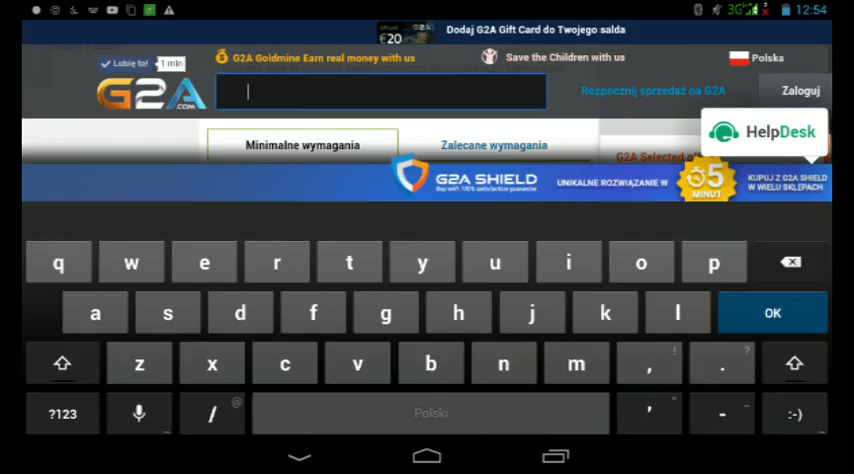 3G
12:54
€20
Dodaj G2A Gift Card do Twojego salda
Lubię to! 1 mln
G2A Goldmine Earn real money with us
Save the Children with us
Polska
G2A
.COM
Rozpocznij sprzedaż na G2A
Zaloguj
HelpDesk
Minimalne wymagania
Zalecane wymagania
G2A Selected of
G2A SHIELD
Buy with 100% satisfaction guarantee
UNIKALNE ROZWIĄZANIE W
5
MINUT
KUPUJ Z G2A SHIELD
W WIELU SKLEPACH
q w e r t y u i o p
a s d f g h j k l OK
z x c v b n m , ! . ?
?123 / @ Polski ' " - _ :-)